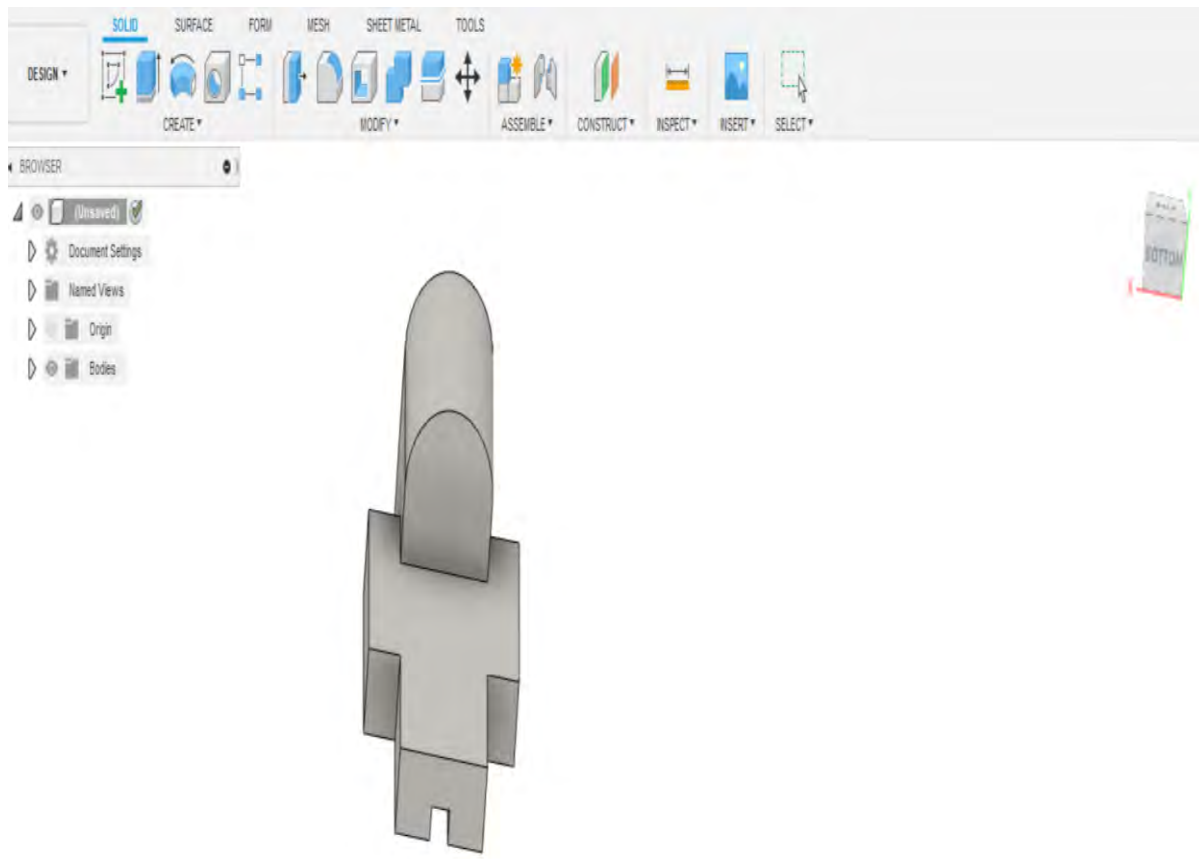 SOLID SURFACE FORM MESH SHEET METAL TOOLS
DESIGN ▾
CREATE ▾ MODIFY ▾ ASSEMBLE ▾ CONSTRUCT ▾ INSPECT ▾ INSERT ▾ SELECT ▾
BROWSER
(Unsaved)
Document Settings
Named Views
Origin
Bodies
BOTTOM
X